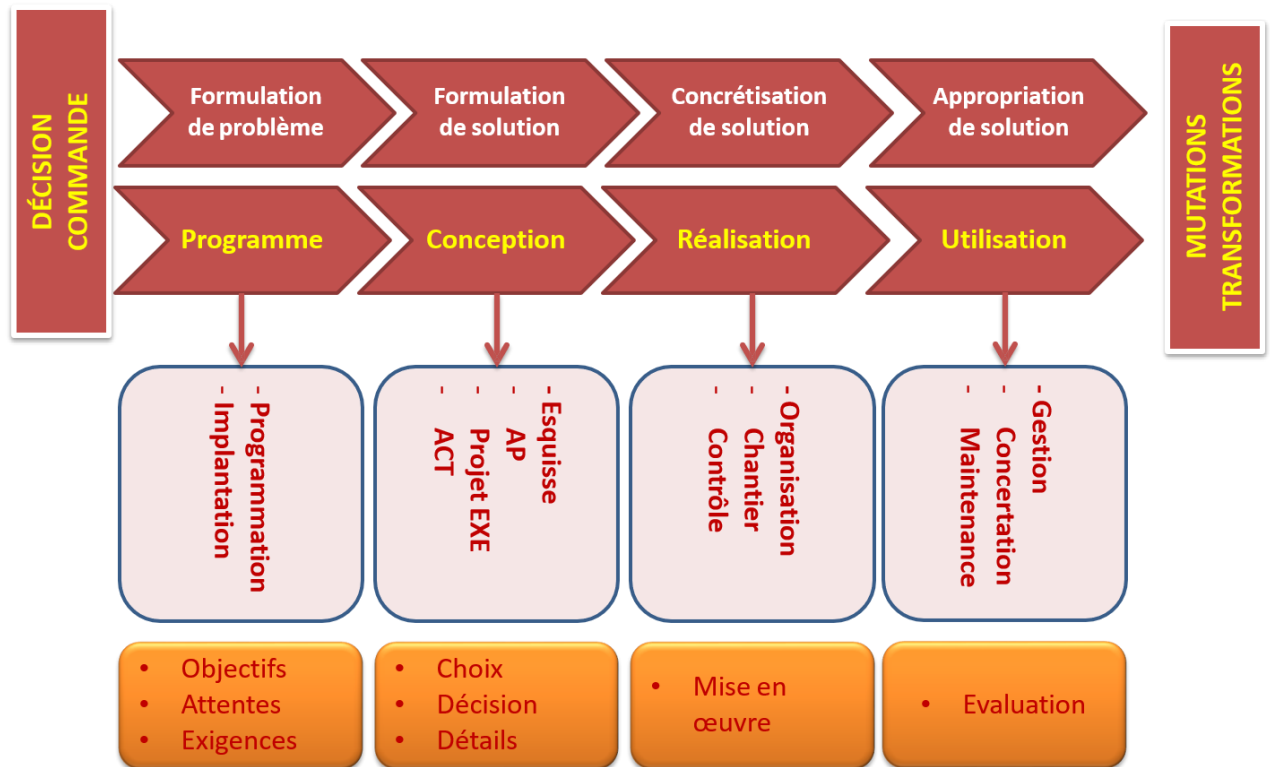 DÉCISION
COMMANDE
Formulation
de problème
Formulation
de solution
Concrétisation
de solution
Appropriation
de solution
Programme
Conception
Réalisation
Utilisation
MUTATIONS
TRANSFORMATIONS
- Programmation
- Implantation
- Esquisse
- AP
- Projet EXE
- ACT
- Organisation
- Chantier
- Contrôle
- Gestion
- Concertation
- Maintenance
• Objectifs
• Attentes
• Exigences
• Choix
• Décision
• Détails
• Mise en
œuvre
• Evaluation